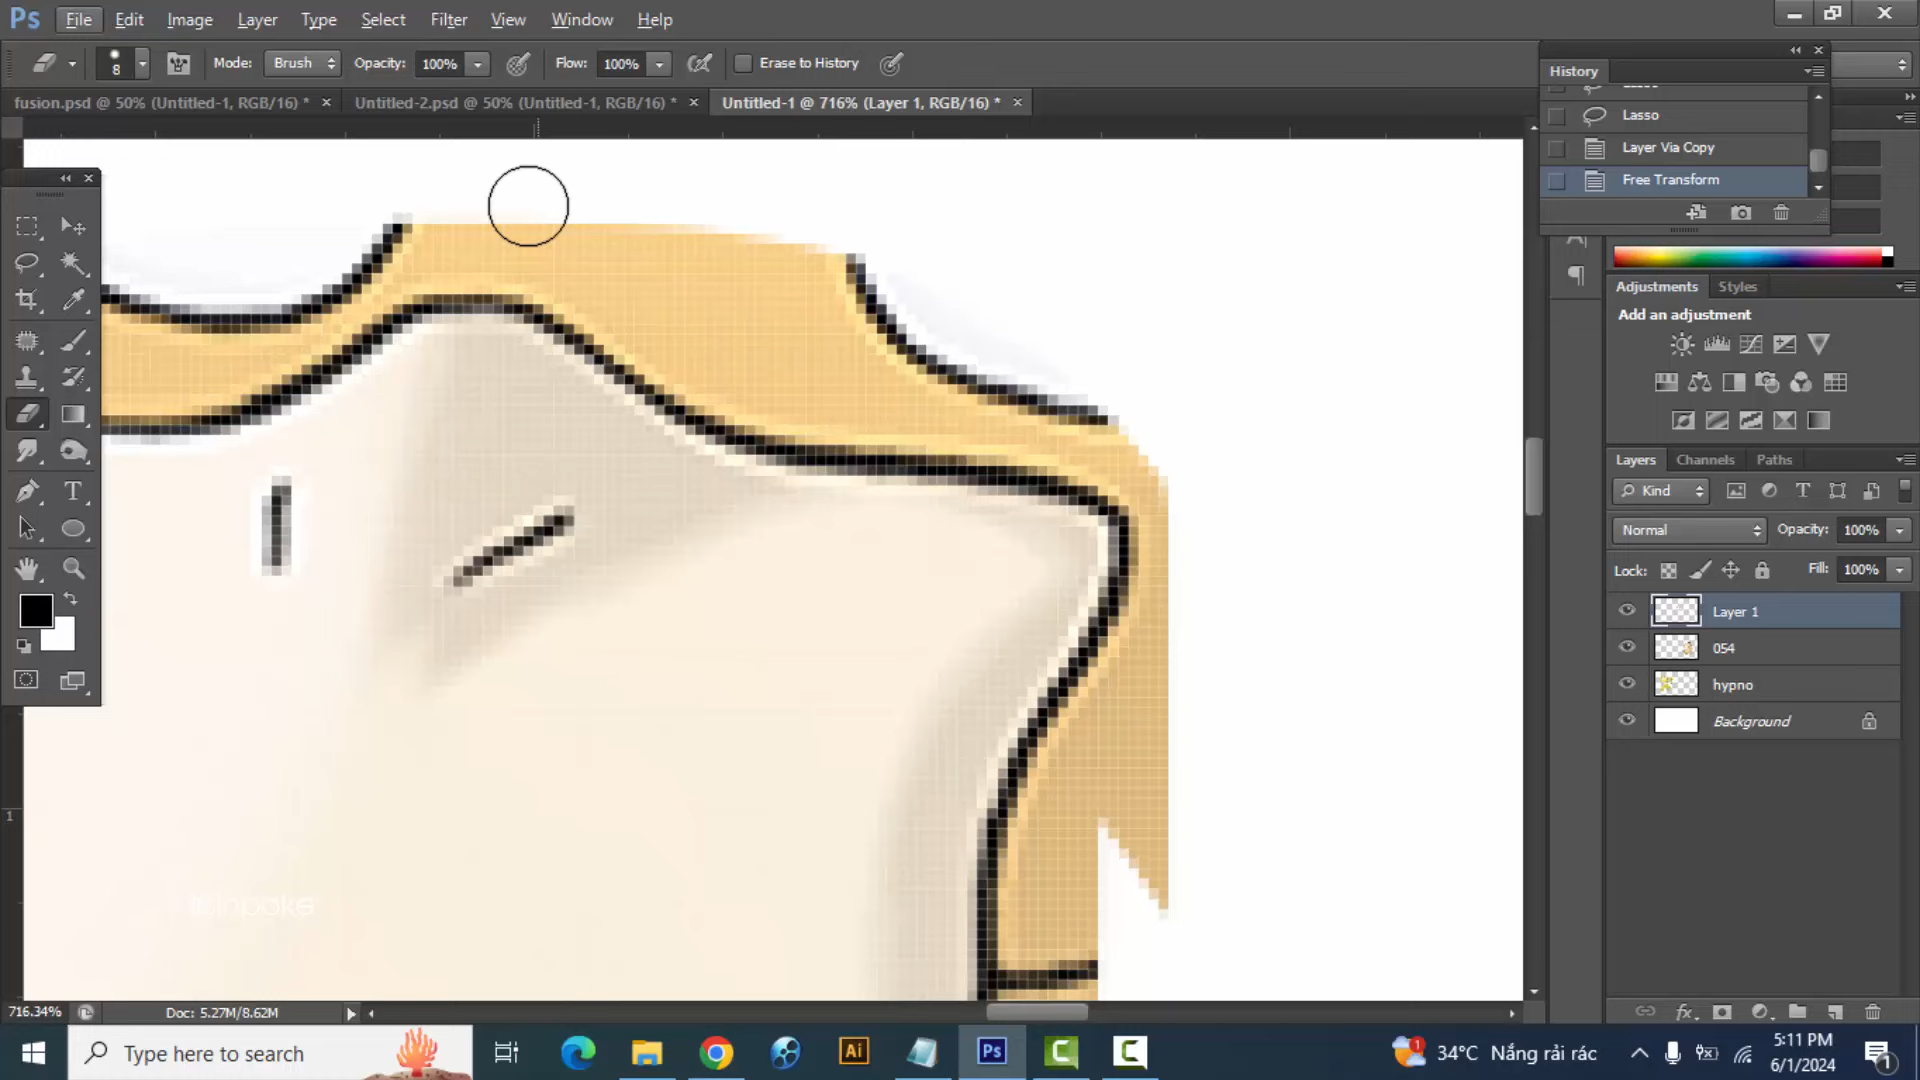 Ps File Edit Image Layer Type Select Filter View Window Help
8 Mode: Brush Opacity: 100% Flow: 100% Erase to History
fusion.psd @ 50% (Untitled-1, RGB/16) * × Untitled-2.psd @ 50% (Untitled-1, RGB/16) * × Untitled-1 @ 716% (Layer 1, RGB/16) * ×
History
Lasso
Layer Via Copy
Free Transform
Adjustments Styles
Add an adjustment
Layers Channels Paths
Kind
Normal Opacity: 100%
Lock: Fill: 100%
Layer 1
054
hypno
Background
1
716.34% Doc: 5.27M/8.62M
Type here to search
Ai Ps
34°C Nắng rải rác
5:11 PM
6/1/2024
1